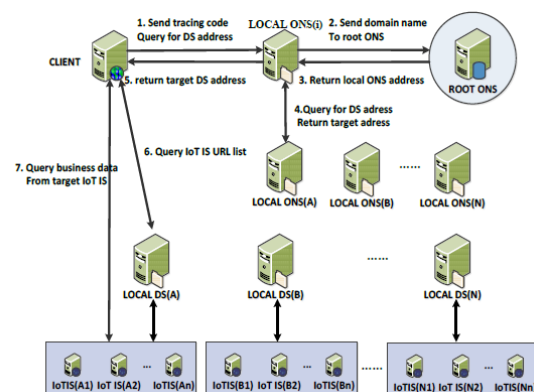 1. Send tracing code
Query for DS address
LOCAL ONS(i)
2. Send domain name
To root ONS
CLIENT
5. return target DS address
3. Return local ONS address
ROOT ONS
4.Query for DS adress
Return target adress
7. Query business data
From target IoT IS
6. Query IoT IS URL list
......
LOCAL ONS(A)
LOCAL ONS(B)
LOCAL ONS(N)
......
LOCAL DS(A)
LOCAL DS(B)
LOCAL DS(N)
...
...
......
...
IoTIS(A1) IoT IS(A2) IoTIS(An)
IoTIS(B1) IoT IS(B2) IoTIS(Bn)
IoTIS(N1) IoT IS(N2) IoTIS(Nn)